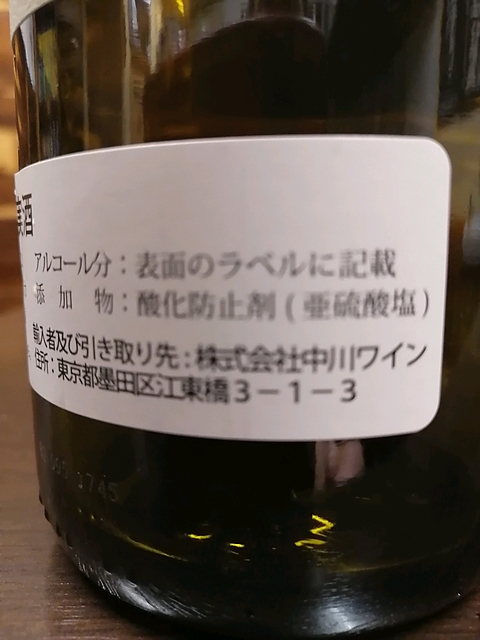 酒
アルコール分：表面のラベルに記載
添加物：酸化防止剤（亜硫酸塩）
輸入者及び引き取り先：株式会社中川ワイン
住所：東京都墨田区江東橋３－１－３